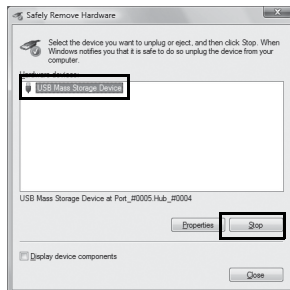 Safely Remove Hardware
Select the device you want to unplug or eject, and then click Stop. When
Windows notifies you that it is safe to do so unplug the device from your
computer.
Hardware devices:
USB Mass Storage Device
USB Mass Storage Device at Port_#0005.Hub_#0004
Properties
Stop
Display device components
Close